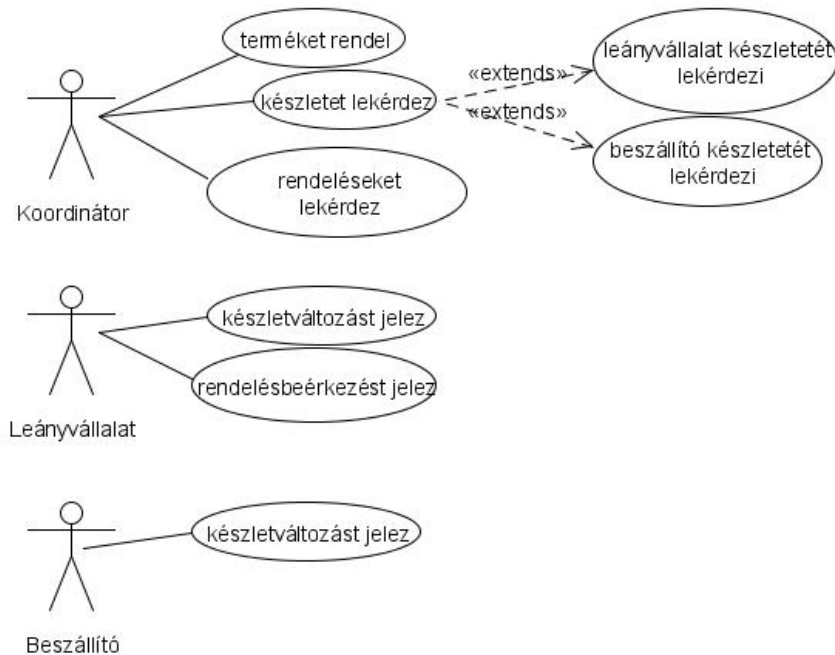 terméket rendel
készletet lekérdez
rendeléseket
lekérdez
«extends»
«extends»
leányvállalat készletetét
lekérdezi
beszállító készletetét
lekérdezi
Koordinátor
készletváltozást jelez
rendelésbeérkezést jelez
Leányvállalat
készletváltozást jelez
Beszállító